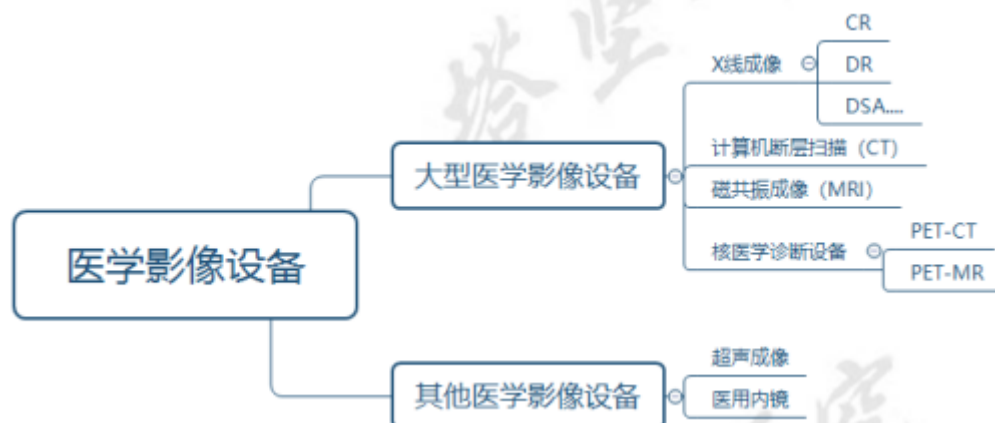 医学影像设备
大型医学影像设备
X线成像
CR
DR
DSA....
计算机断层扫描（CT）
磁共振成像（MRI）
核医学诊断设备
PET-CT
PET-MR
其他医学影像设备
超声成像
医用内镜